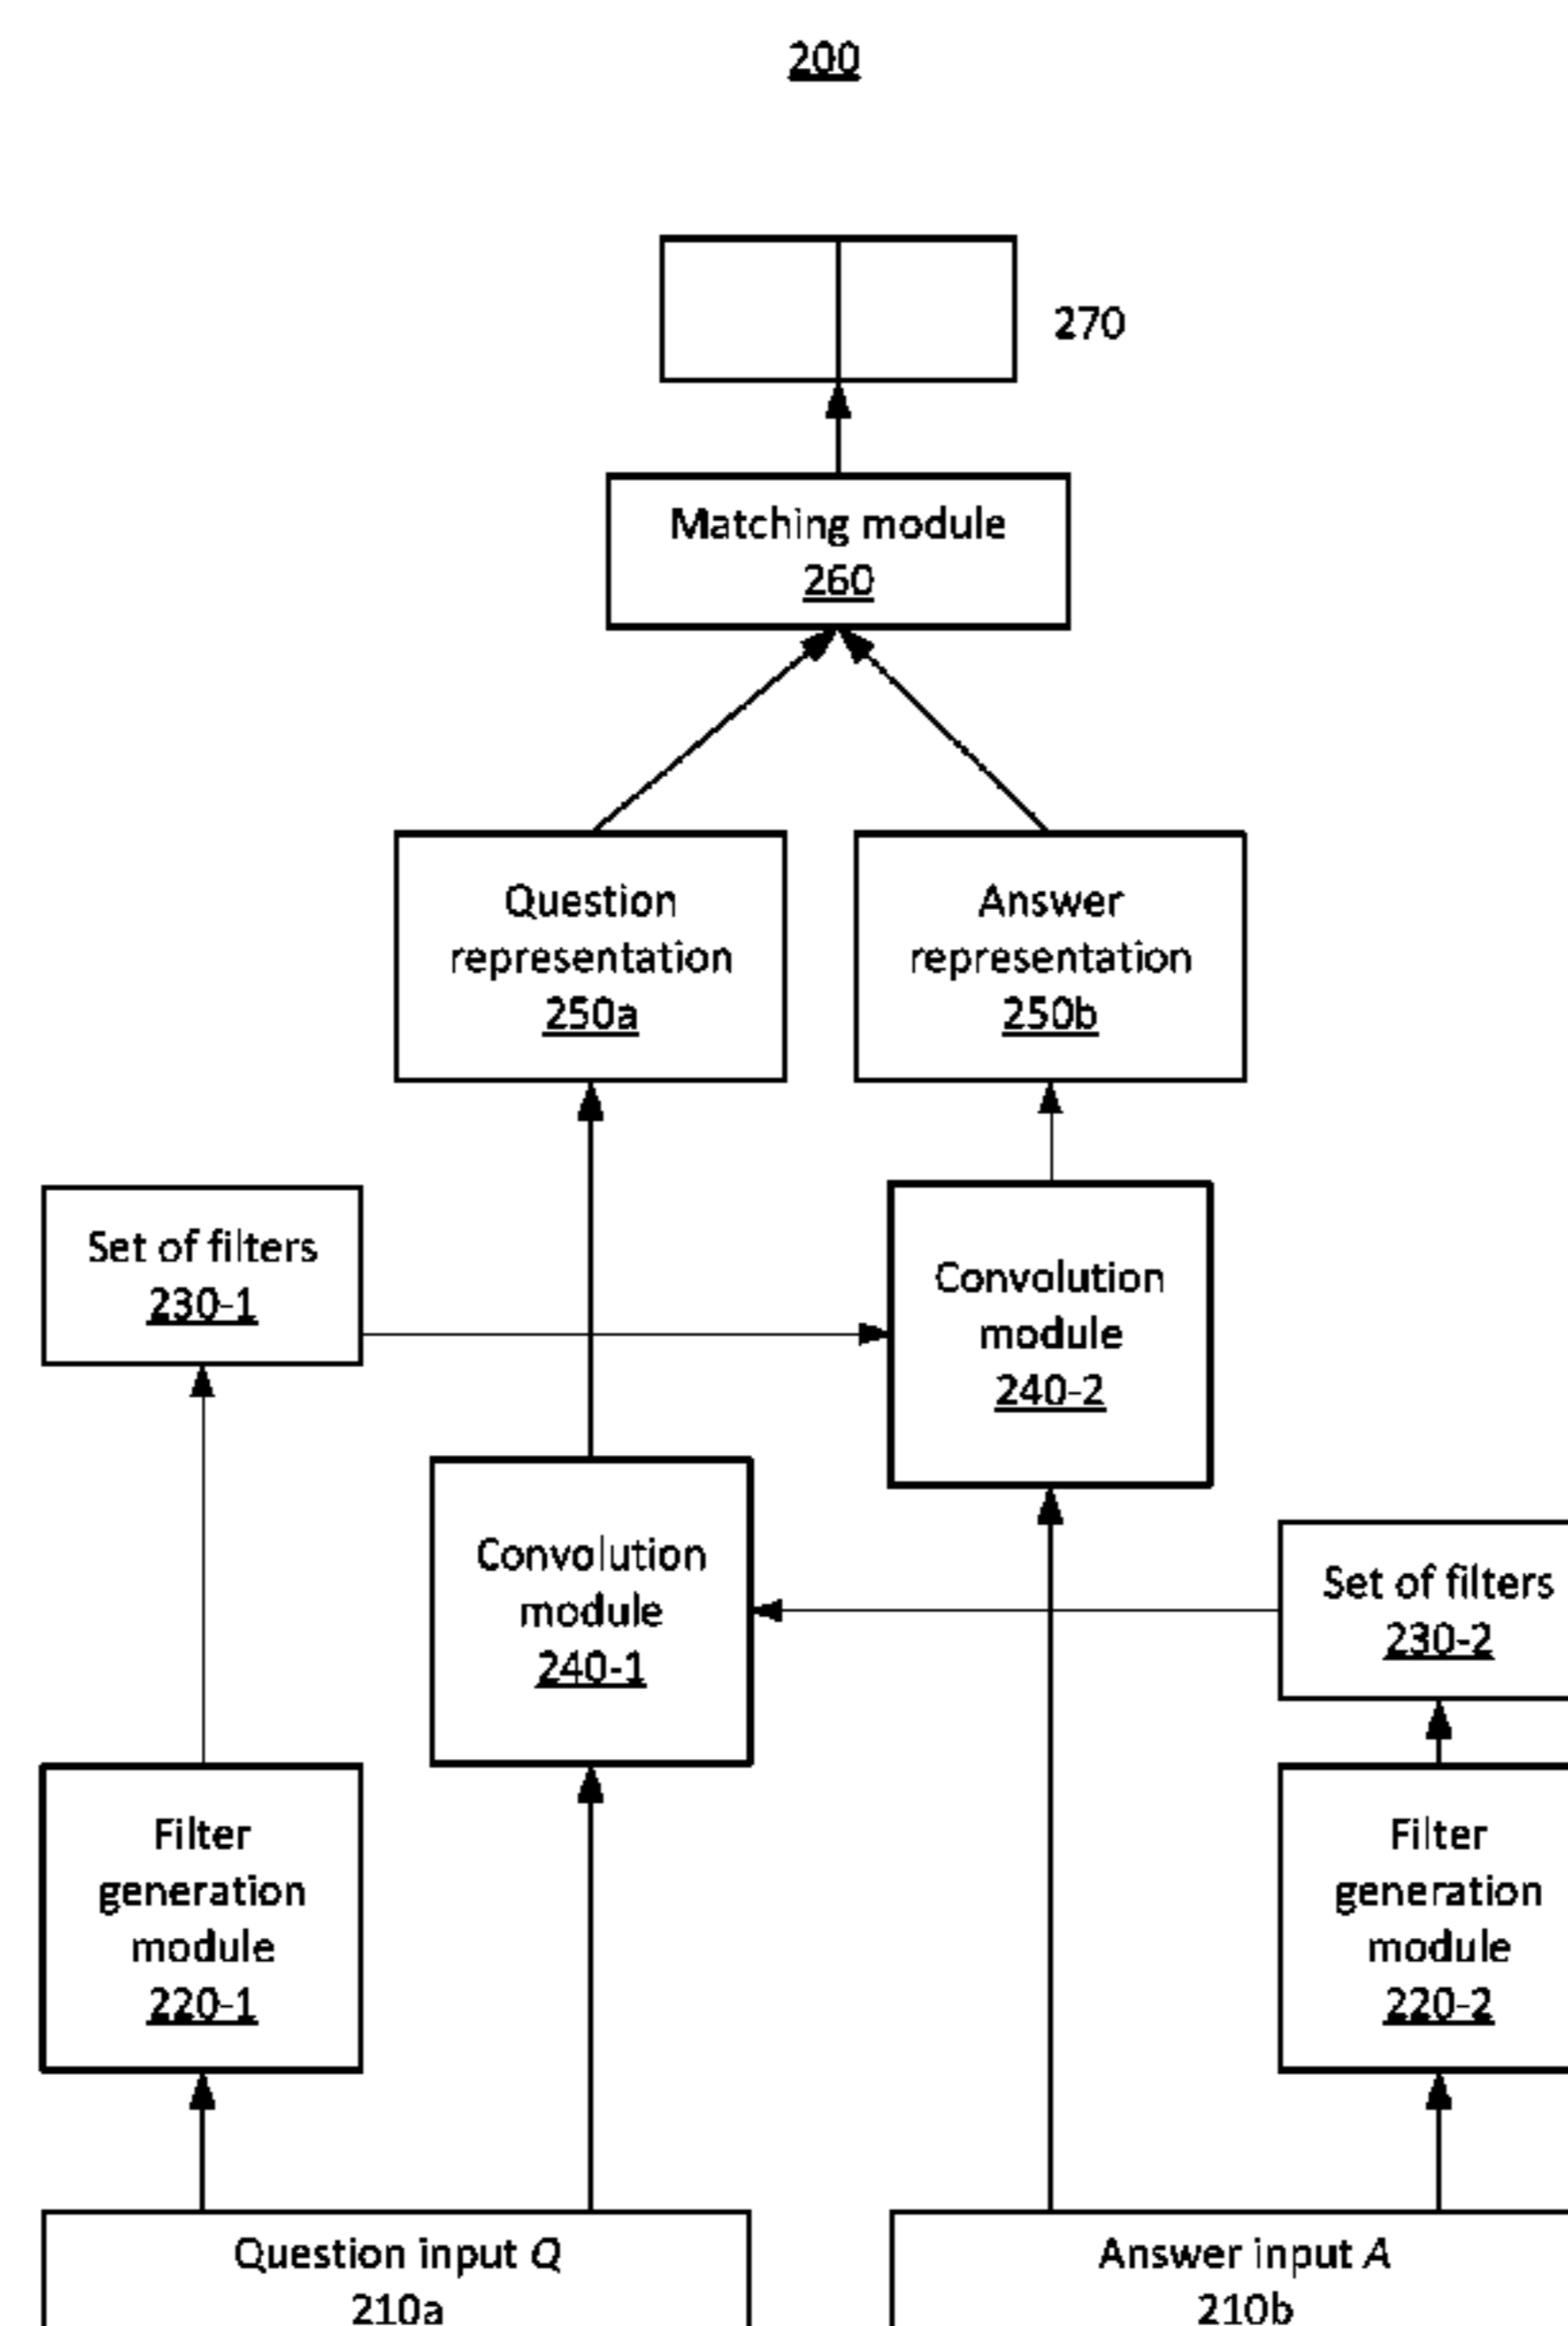 200
270
Matching module
260
Question
representation
250a
Answer
representation
250b
Set of filters
230-1
Convolution
module
240-2
Convolution
module
240-1
Set of filters
230-2
Filter
generation
module
220-1
Filter
generation
module
220-2
Question input Q
210a
Answer input A
210b